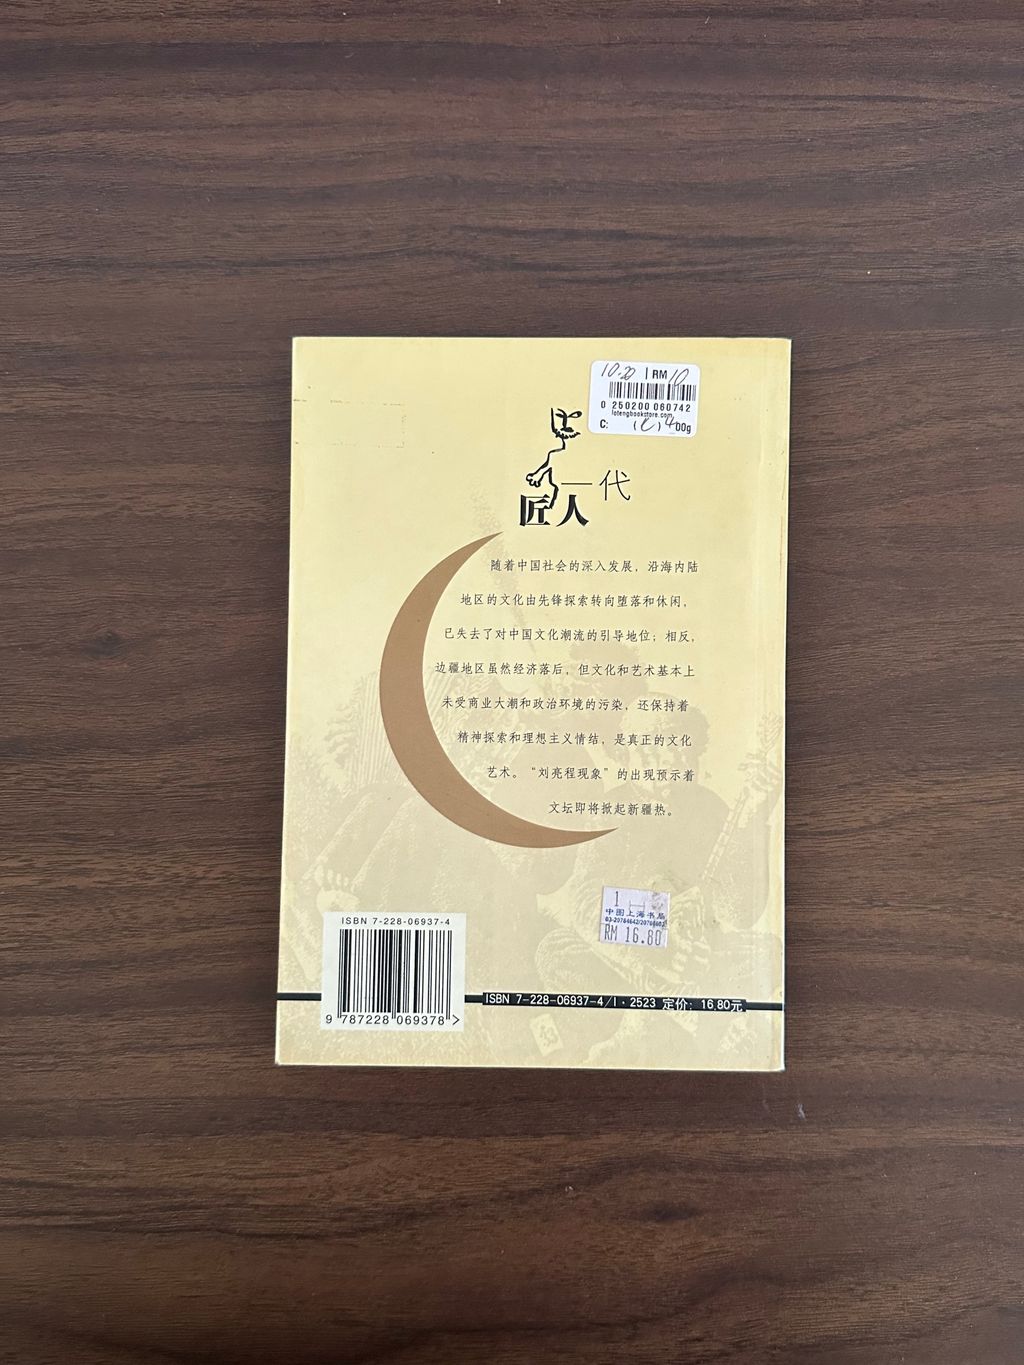 10.20 | RM 10
0 250200 060742
lotengbookstore.com
C:
00g
一代
匠人
随着中国社会的深入发展，沿海内陆
地区的文化由先锋探索转向堕落和休闲，
已失去了对中国文化潮流的引导地位；相反，
边疆地区虽然经济落后，但文化和艺术基本上
未受商业大潮和政治环境的污染，还保持着
精神探索和理想主义情结，是真正的文化
艺术。“刘亮程现象”的出现预示着
文坛即将掀起新疆热。
1
中图上海书局
RM 16.80
ISBN 7-228-06937-4
9 787228 069378 >
ISBN 7-228-06937-4/I·2523 定价：16.80元